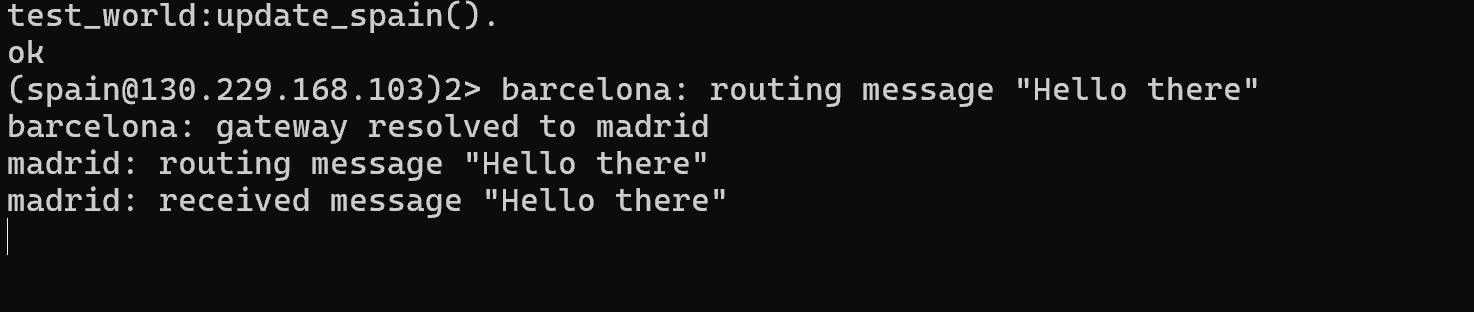 test_world:update_spain().
ok
(spain@130.229.168.103)2> barcelona: routing message "Hello there"
barcelona: gateway resolved to madrid
madrid: routing message "Hello there"
madrid: received message "Hello there"